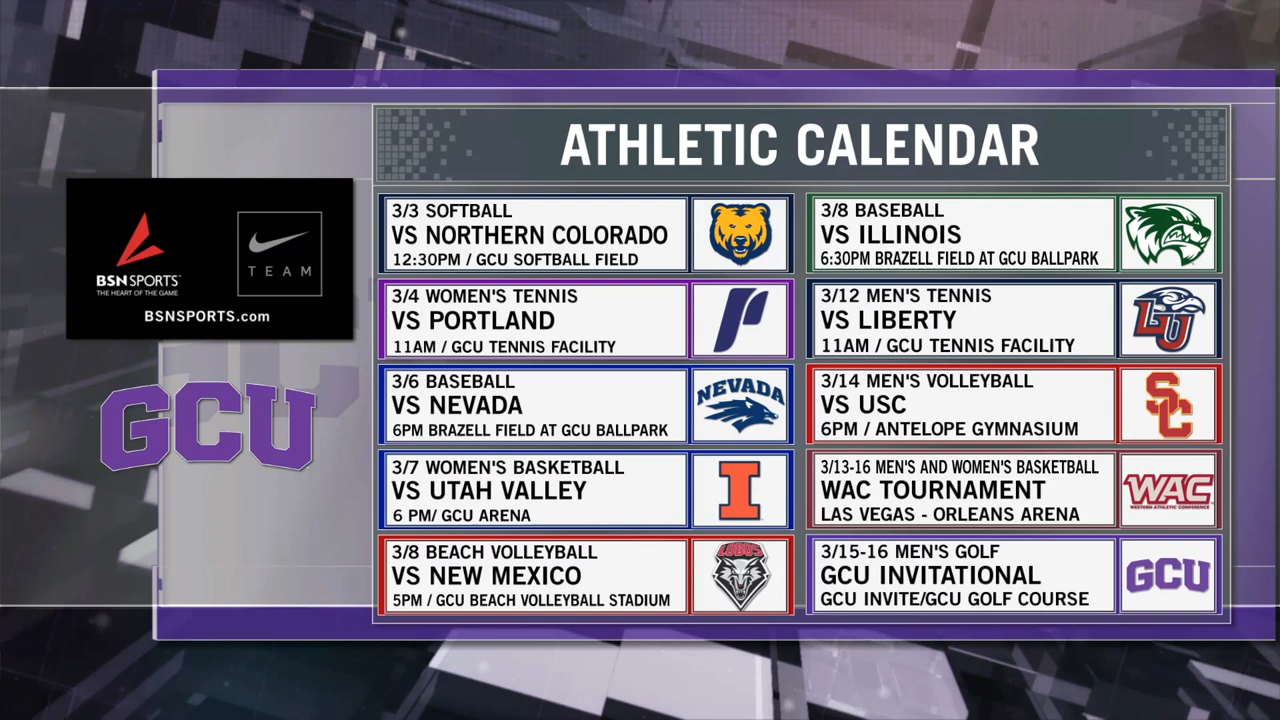 ATHLETIC CALENDAR
BSN SPORTS
THE HEART OF THE GAME
TEAM
BSNSPORTS.com
GCU
3/3 SOFTBALL
VS NORTHERN COLORADO
12:30PM / GCU SOFTBALL FIELD
3/4 WOMEN'S TENNIS
VS PORTLAND
11AM / GCU TENNIS FACILITY
3/6 BASEBALL
VS NEVADA
6PM BRAZELL FIELD AT GCU BALLPARK
NEVADA
3/7 WOMEN'S BASKETBALL
VS UTAH VALLEY
6 PM/ GCU ARENA
I
3/8 BEACH VOLLEYBALL
VS NEW MEXICO
5PM / GCU BEACH VOLLEYBALL STADIUM
LOBOS
3/8 BASEBALL
VS ILLINOIS
6:30PM BRAZELL FIELD AT GCU BALLPARK
3/12 MEN'S TENNIS
VS LIBERTY
11AM / GCU TENNIS FACILITY
LU
3/14 MEN'S VOLLEYBALL
VS USC
6PM / ANTELOPE GYMNASIUM
SC
3/13-16 MEN'S AND WOMEN'S BASKETBALL
WAC TOURNAMENT
LAS VEGAS - ORLEANS ARENA
WAC
WESTERN ATHLETIC CONFERENCE
3/15-16 MEN'S GOLF
GCU INVITATIONAL
GCU INVITE/GCU GOLF COURSE
GCU